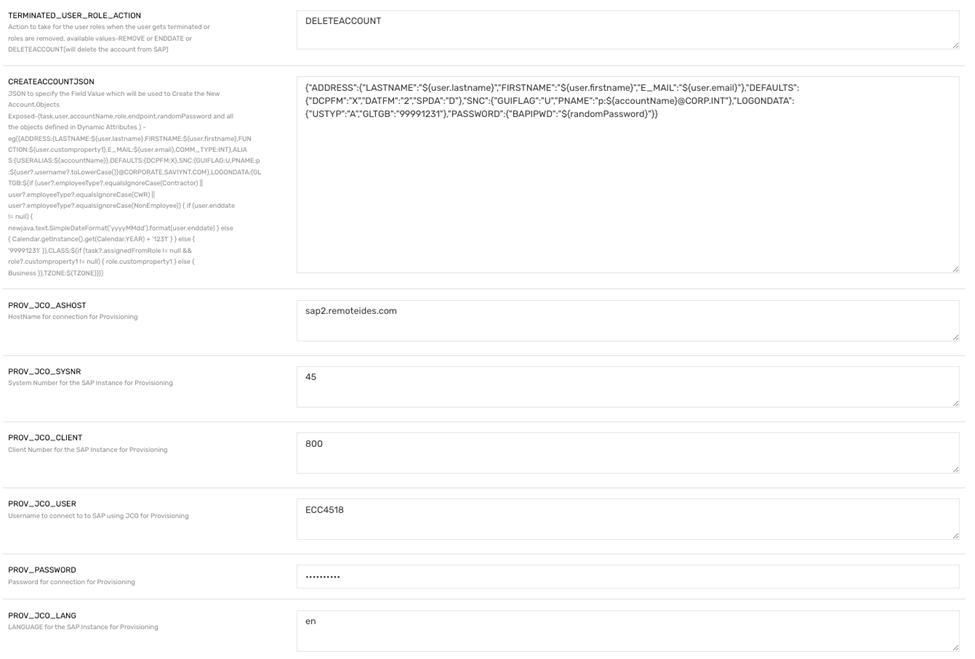 TERMINATED_USER_ROLE_ACTION
Action to take for the user roles when the user gets terminated or
roles are removed, available values-REMOVE or ENDDATE or
DELETEACCOUNT(will delete the account from SAP)
DELETEACCOUNT
CREATEACCOUNTJSON
JSON to specify the Field Value which will be used to Create the New
Account.Objects
Exposed-(task,user,accountName,role,endpoint,randomPassword and all
the objects defined in Dynamic Attributes ) -
eg({ADDRESS:{LASTNAME:${user.lastname},FIRSTNAME:${user.firstname},FUN
CTION:${user.customproperty1},E_MAIL:${user.email},COMM_TYPE:INT},ALIA
S:{USERALIAS:${accountName}},DEFAULTS:{DCPFM:X},SNC:{GUIFLAG:U,PNAME:p
:${user?.username?.toLowerCase()}@CORPORATE.SAVIYNT.COM},LOGONDATA:{GL
TGB:${if (user?.employeeType?.equalsIgnoreCase(Contractor) ||
user?.employeeType?.equalsIgnoreCase(CWR) ||
user?.employeeType?.equalsIgnoreCase(NonEmployee)) { if (user.enddate
!= null) {
newjava.text.SimpleDateFormat('yyyyMMdd').format(user.enddate) } else
{ Calendar.getInstance().get(Calendar.YEAR) + '1231' } } else {
'99991231' }},CLASS:${if (task?.assignedFromRole != null &&
role?.customproperty1 != null) { role.customproperty1 } else {
Business }},TZONE:${TZONE}}})
{"ADDRESS":{"LASTNAME":"${user.lastname}","FIRSTNAME":"${user.firstname}","E_MAIL":"${user.email}"},"DEFAULTS":
{"DCPFM":"X","DATFM":"2","SPDA":"D"},"SNC":{"GUIFLAG":"U","PNAME":"p:${accountName}@CORP.INT"},"LOGONDATA":
{"USTYP":"A","GLTGB":"99991231"},"PASSWORD":{"BAPIPWD":"${randomPassword}"}}
PROV_JCO_ASHOST
HostName for connection for Provisioning
sap2.remoteides.com
PROV_JCO_SYSNR
System Number for the SAP Instance for Provisioning
45
PROV_JCO_CLIENT
Client Number for the SAP Instance for Provisioning
800
PROV_JCO_USER
Username to connect to to SAP using JCO for Provisioning
ECC4518
PROV_PASSWORD
Password for connection for Provisioning
••••••••••
PROV_JCO_LANG
LANGUAGE for the SAP Instance for Provisioning
en